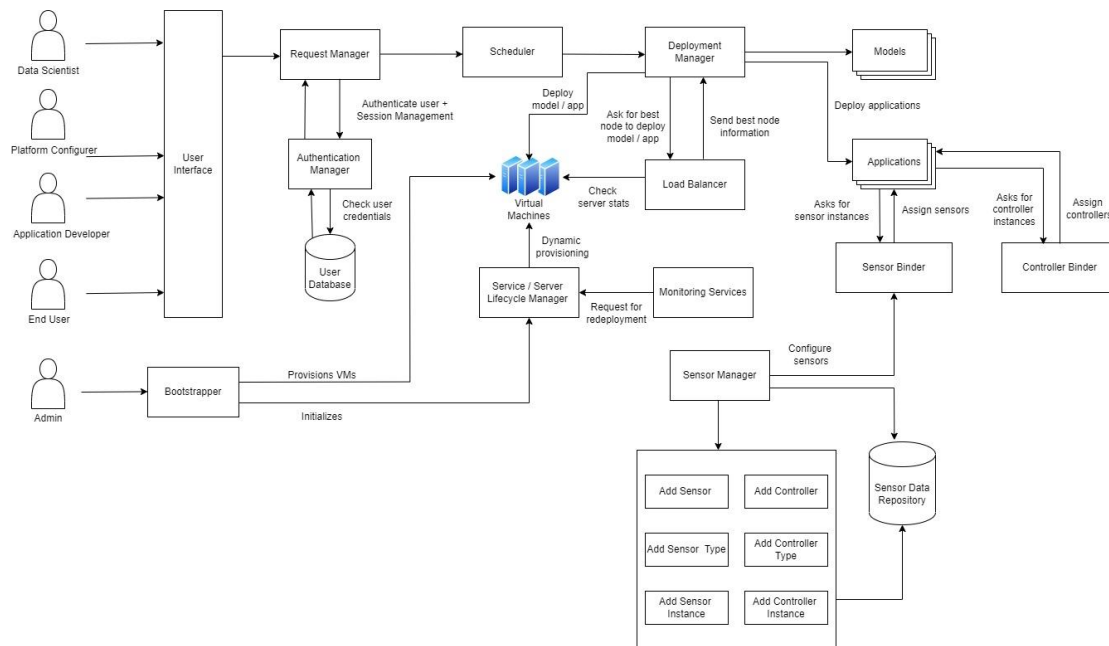 Data Scientist
Platform Configurer
Application Developer
End User
Admin
User
Interface
Request Manager
Scheduler
Deployment
Manager
Models
Authenticate user +
Session Management
Deploy
model / app
Ask for best
node to deploy
model / app
Send best node
information
Deploy applications
Authentication
Manager
Check user
credentials
User
Database
Virtual
Machines
Check
server stats
Load Balancer
Applications
Asks for
sensor instances
Assign sensors
Asks for
controller
instances
Assign
controllers
Sensor Binder
Controller Binder
Dynamic
provisioning
Service / Server
Lifecycle Manager
Request for
redeployment
Monitoring Services
Bootstrapper
Provisions VMs
Initializes
Sensor Manager
Configure
sensors
Sensor Data
Repository
Add Sensor
Add Controller
Add Sensor Type
Add Controller
Type
Add Sensor
Instance
Add Controller
Instance